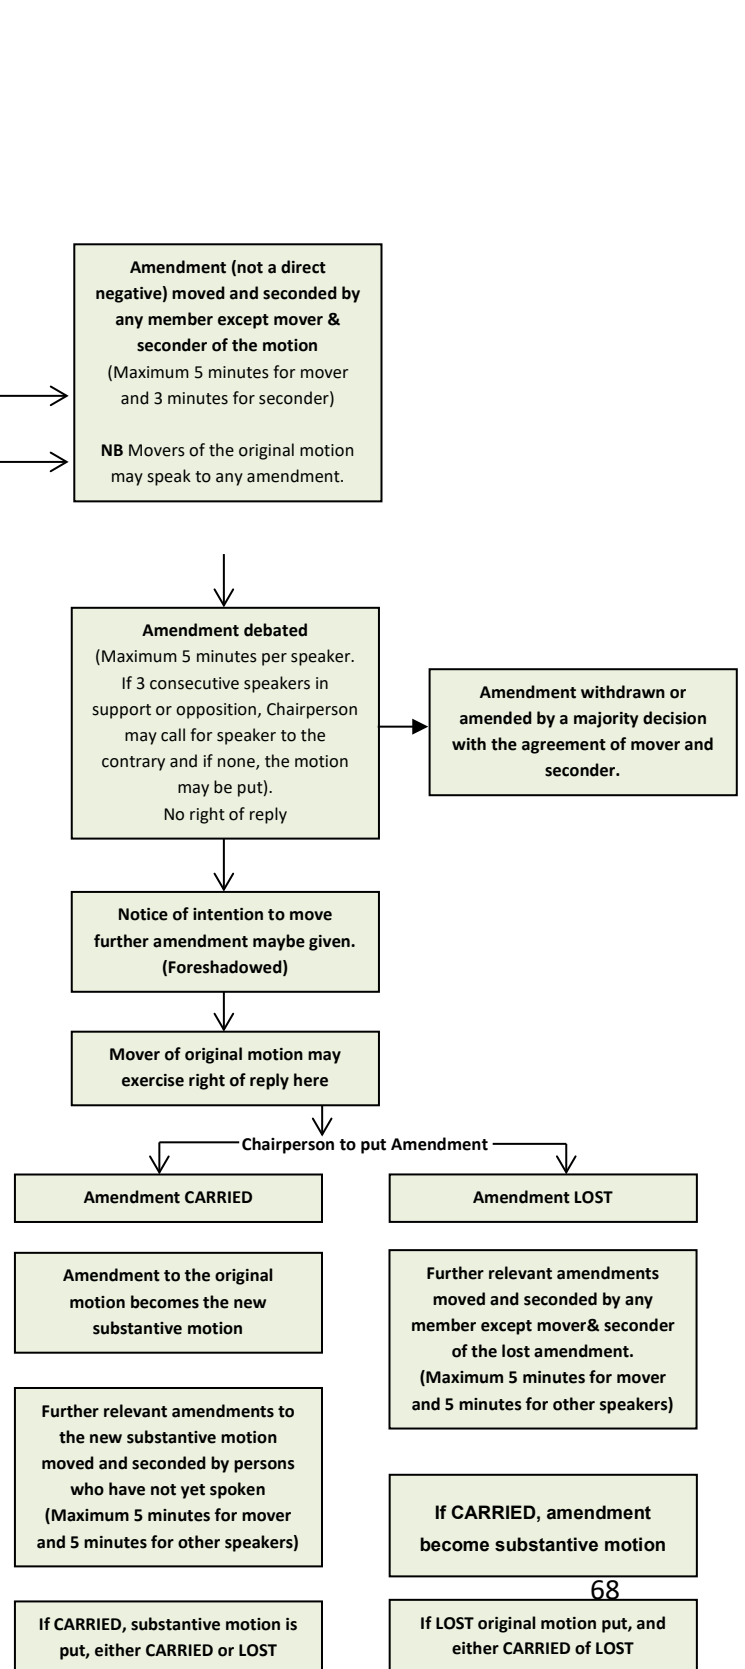 Amendment (not a direct
negative) moved and seconded by
any member except mover &
seconder of the motion
(Maximum 5 minutes for mover
and 3 minutes for seconder)
NB Movers of the original motion
may speak to any amendment.
Amendment debated
(Maximum 5 minutes per speaker.
If 3 consecutive speakers in
support or opposition, Chairperson
may call for speaker to the
contrary and if none, the motion
may be put).
No right of reply
Amendment withdrawn or
amended by a majority decision
with the agreement of mover and
seconder.
Notice of intention to move
further amendment maybe given.
(Foreshadowed)
Mover of original motion may
exercise right of reply here
Chairperson to put Amendment
Amendment CARRIED
Amendment to the original
motion becomes the new
substantive motion
Further relevant amendments to
the new substantive motion
moved and seconded by persons
who have not yet spoken
(Maximum 5 minutes for mover
and 5 minutes for other speakers)
If CARRIED, substantive motion is
put, either CARRIED or LOST
Amendment LOST
Further relevant amendments
moved and seconded by any
member except mover& seconder
of the lost amendment.
(Maximum 5 minutes for mover
and 5 minutes for other speakers)
If CARRIED, amendment
become substantive motion
68
If LOST original motion put, and
either CARRIED of LOST